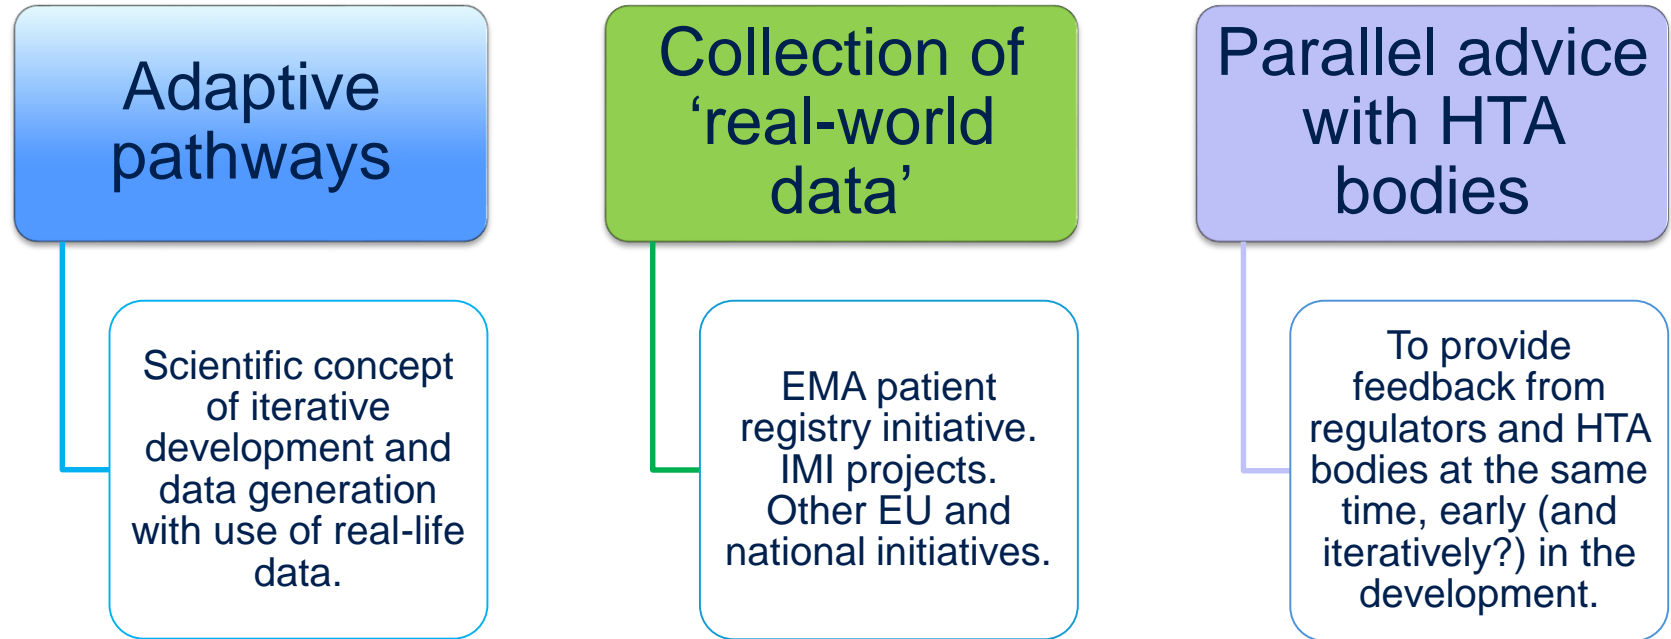 Adaptive
pathways
Scientific concept
of iterative
development and
data generation
with use of real-life
data.
Collection of
‘real-world
data’
EMA patient
registry initiative.
IMI projects.
Other EU and
national initiatives.
Parallel advice
with HTA
bodies
To provide
feedback from
regulators and HTA
bodies at the same
time, early (and
iteratively?) in the
development.